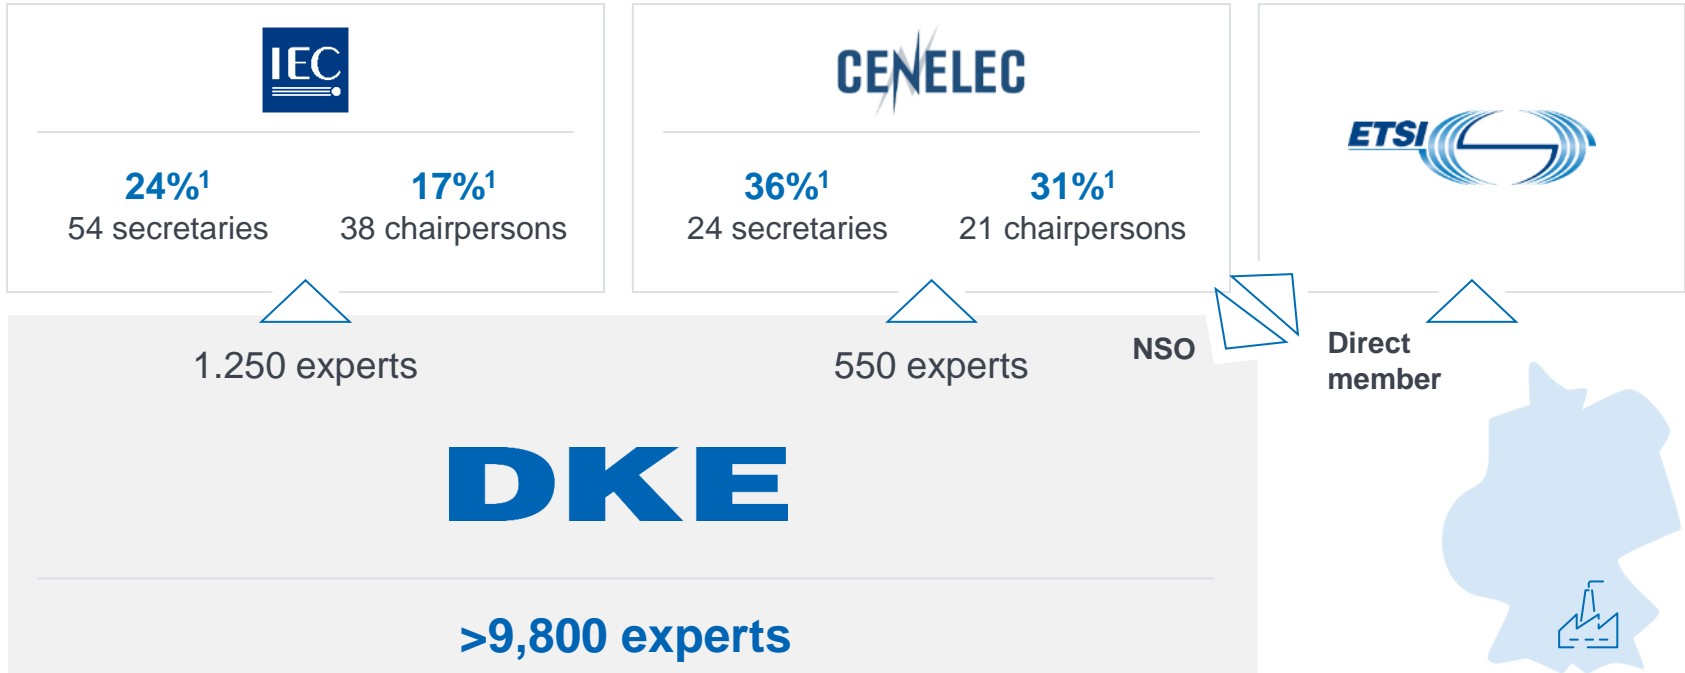 IEC
24%¹
54 secretaries
17%¹
38 chairpersons
CENELEC
36%¹
24 secretaries
31%¹
21 chairpersons
ETSI
1.250 experts
550 experts
NSO
Direct
member
DKE
>9,800 experts